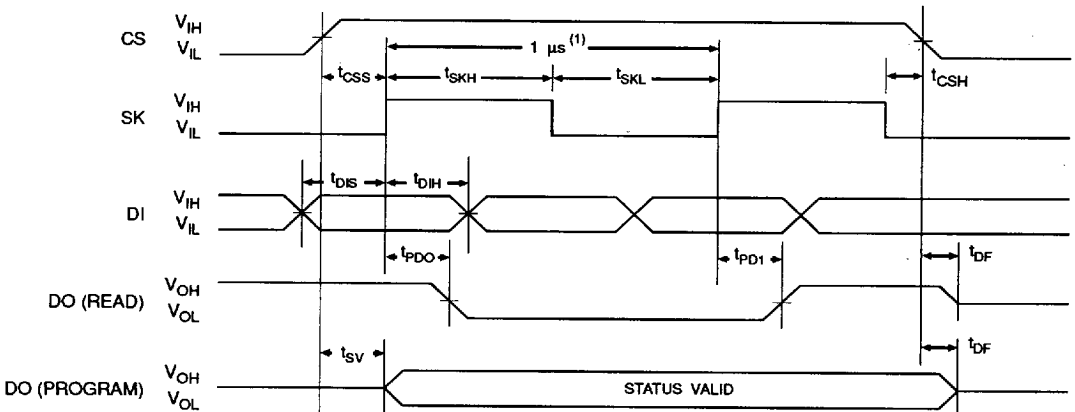 CS V_IH
V_IL
1 µs (1)
t_CSS t_SKH t_SKL t_CSH
SK V_IH
V_IL
t_DIS t_DIH
DI V_IH
V_IL
t_PD0 t_PD1 t_DF
DO (READ) V_OH
V_OL
t_SV t_DF
DO (PROGRAM) V_OH
V_OL
STATUS VALID